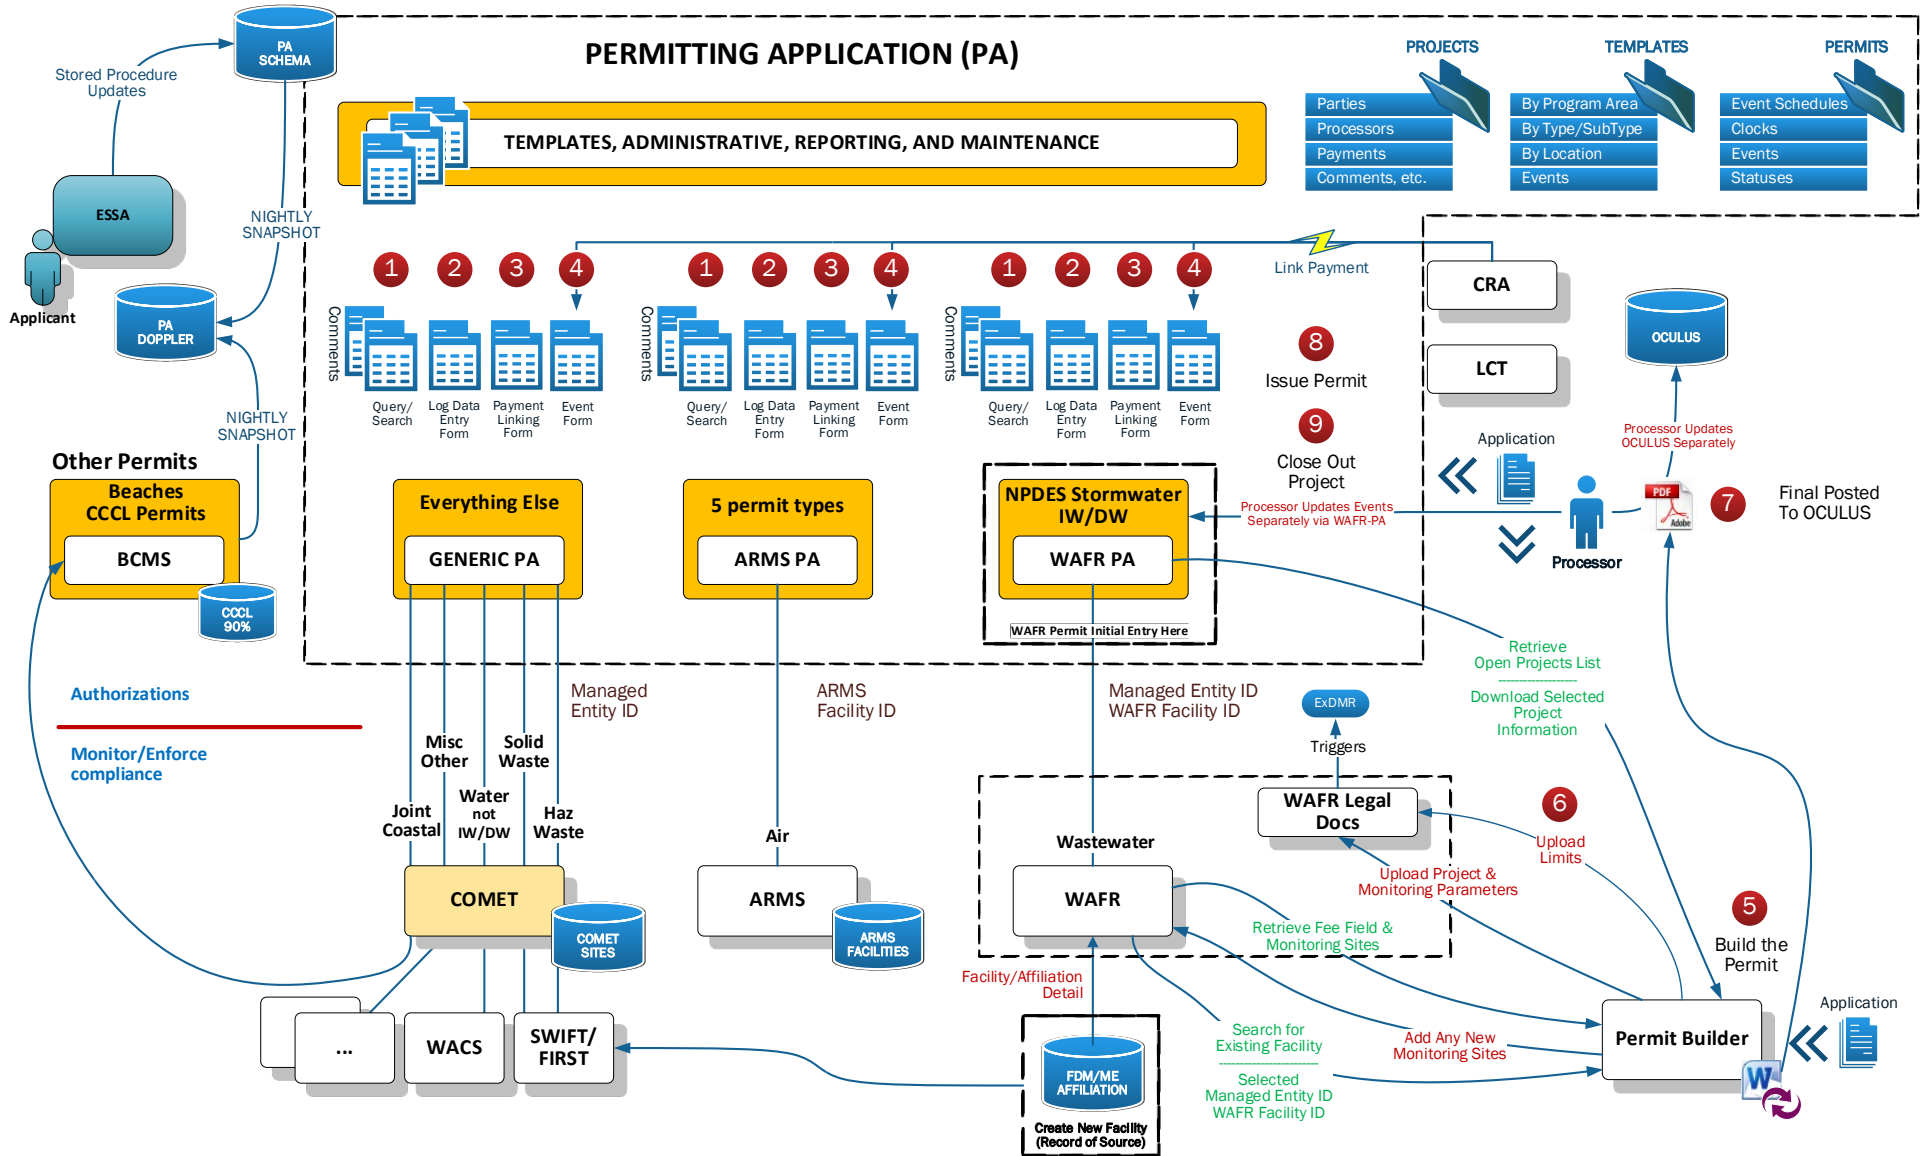 PERMITTING APPLICATION (PA)
PA
SCHEMA
Stored Procedure
Updates
PROJECTS
Parties
Processors
Payments
Comments, etc.
TEMPLATES
By Program Area
By Type/SubType
By Location
Events
PERMITS
Event Schedules
Clocks
Events
Statuses
TEMPLATES, ADMINISTRATIVE, REPORTING, AND MAINTENANCE
ESSA
Applicant
NIGHTLY
SNAPSHOT
PA
DOPPLER
NIGHTLY
SNAPSHOT
1
2
3
4
Comments
Query/
Search
Log Data
Entry
Form
Payment
Linking
Form
Event
Form
1
2
3
4
Comments
Query/
Search
Log Data
Entry
Form
Payment
Linking
Form
Event
Form
1
2
3
4
Comments
Query/
Search
Log Data
Entry
Form
Payment
Linking
Form
Event
Form
Link Payment
CRA
LCT
OCULUS
8
Issue Permit
9
Close Out
Project
Processor Updates Events
Separately via WAFR-PA
Application
Processor Updates
OCULUS Separately
Processor
PDF
Adobe
7
Final Posted
To OCULUS
Other Permits
Beaches
CCCL Permits
BCMS
CCCL
90%
Everything Else
GENERIC PA
5 permit types
ARMS PA
NPDES Stormwater
IW/DW
WAFR PA
WAFR Permit Initial Entry Here
Authorizations
Monitor/Enforce
compliance
Managed
Entity ID
ARMS
Facility ID
Managed Entity ID
WAFR Facility ID
Retrieve
Open Projects List
Download Selected
Project
Information
ExDMR
Triggers
Joint
Coastal
Misc
Other
Water
not
IW/DW
Solid
Waste
Haz
Waste
Air
Wastewater
WAFR Legal
Docs
6
Upload
Limits
Upload Project &
Monitoring Parameters
COMET
COMET
SITES
ARMS
ARMS
FACILITIES
WAFR
Retrieve Fee Field &
Monitoring Sites
5
Build the
Permit
Facility/Affiliation
Detail
...
WACS
SWIFT/
FIRST
FDM/ME
AFFILIATION
Create New Facility
(Record of Source)
Search for
Existing Facility
Selected
Managed Entity ID
WAFR Facility ID
Add Any New
Monitoring Sites
Permit Builder
W
Application